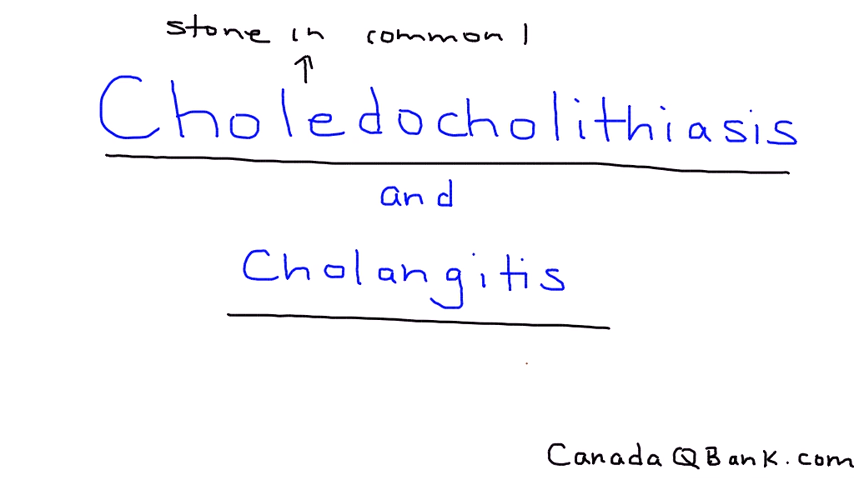 stone in common
Choledocholithiasis
and
Cholangitis
CanadaQBank.com